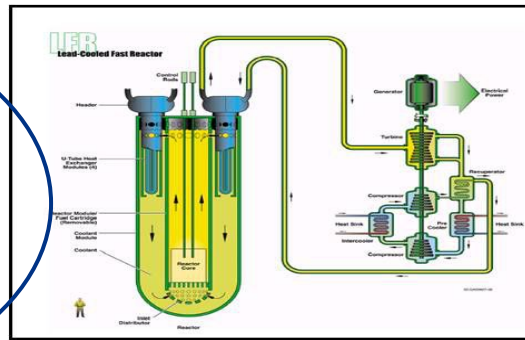 LFR
Lead-Cooled Fast Reactor
Control
Rods
Header
U-Tube Heat
Exchanger
Modules (4)
Reactor Module/
Fuel Cartridge
(Removable)
Coolant
Module
Coolant
Reactor
Core
Inlet
Distributor
Reactor
Generator
Electrical
Power
Turbine
Recuperator
Compressor
Pre
Cooler
Heat Sink
Heat Sink
Intercooler
Compressor